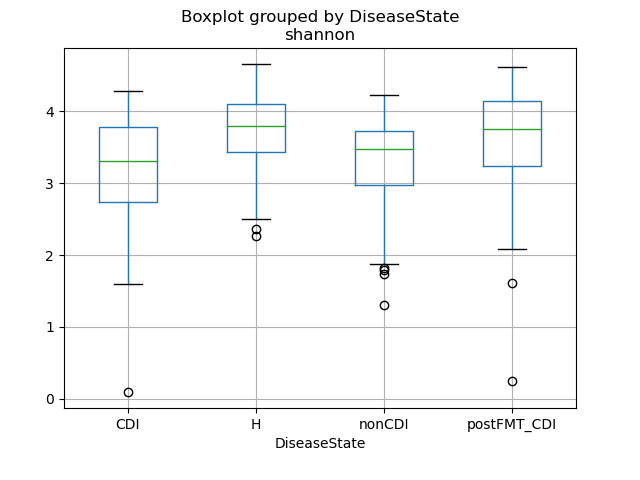 Boxplot grouped by DiseaseState
shannon
4
3
2
1
0
CDI
H
nonCDI
postFMT_CDI
DiseaseState